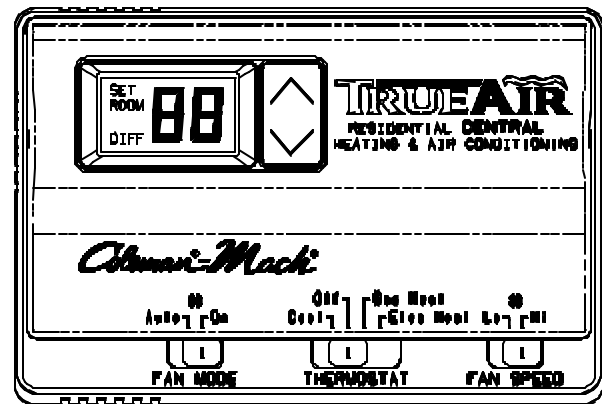 SET
ROOM
88
DIFF
TRUEAIR
RESIDENTIAL CENTRAL
HEATING & AIR CONDITIONING
Coleman-Mach
Off Gas Heat
Auto On Cool Elec Heat Lo Hi
FAN MODE THERMOSTAT FAN SPEED